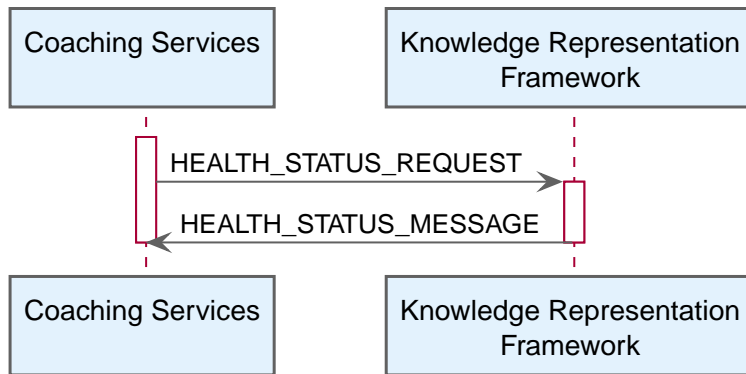 Coaching Services
Knowledge Representation
Framework
HEALTH_STATUS_REQUEST
HEALTH_STATUS_MESSAGE
Coaching Services
Knowledge Representation
Framework